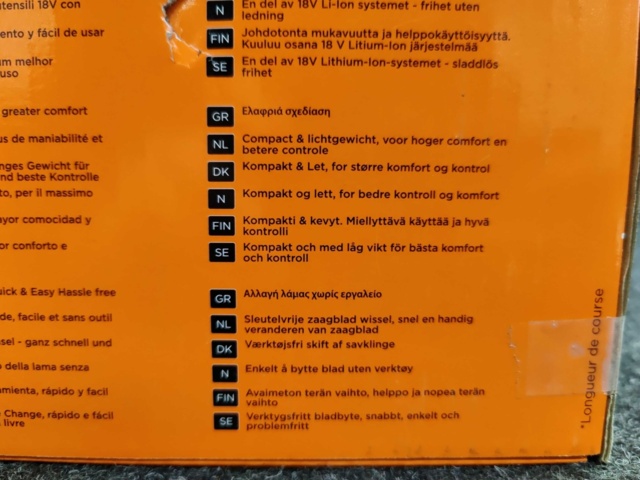 utensili 18V con
ento y fácil de usar
um melhor
uso
greater comfort
us de maniabilité et
nges Gewicht für
nd beste Kontrolle
to, per il massimo
ayor comocidad y
or conforto e
uick & Easy Hassle free
de, facile et sans outil
sel - ganz schnell und
o della lama senza
amienta, rápido y facil
Change, rápido e fácil
livre
N En del av 18V Li-Ion systemet - frihet uten
ledning
FIN Johdotonta mukavuutta ja helppokäyttöisyyttä.
Kuuluu osana 18 V Litium-Ion järjestelmää
SE En del av 18V Lithium-Ion-systemet - sladdlös
frihet
GR Ελαφριά σχεδίαση
NL Compact & lichtgewicht, voor hoger comfort en
betere controle
DK Kompakt & Let, for større komfort og kontrol
N Kompakt og lett, for bedre kontroll og komfort
FIN Kompakti & kevyt. Miellyttävä käyttää ja hyvä
kontrolli
SE Kompakt och med låg vikt för bästa komfort
och kontroll
GR Αλλαγή λάμας χωρίς εργαλείο
NL Sleutelvrije zaagblad wissel, snel en handig
veranderen van zaagblad
DK Værktøjsfri skift af savklinge
N Enkelt å bytte blad uten verktøy
FIN Avaimeton terän vaihto, helppo ja nopea terän
vaihto
SE Verktygsfritt bladbyte, snabbt, enkelt och
problemfritt
*Longueur de course